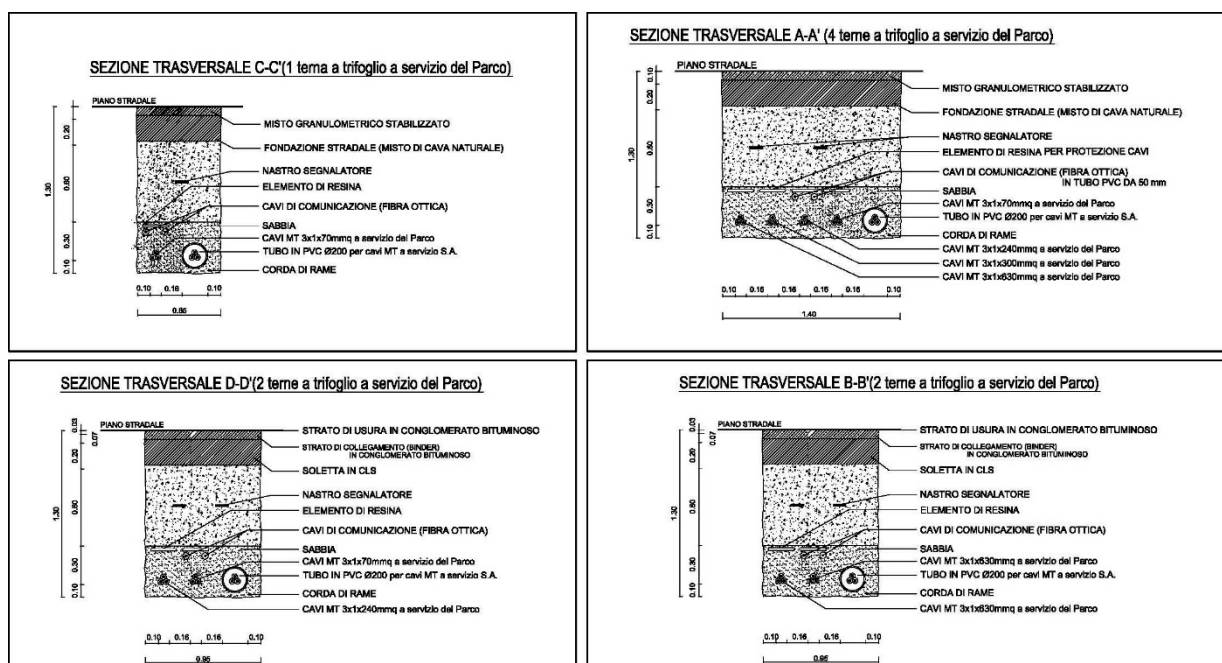 SEZIONE TRASVERSALE C-C'(1 terna a trifoglio a servizio del Parco)
PIANO STRADALE
MISTO GRANULOMETRICO STABILIZZATO
FONDAZIONE STRADALE (MISTO DI CAVA NATURALE)
NASTRO SEGNALATORE
ELEMENTO DI RESINA
CAVI DI COMUNICAZIONE (FIBRA OTTICA)
SABBIA
CAVI MT 3x1x70mmq a servizio del Parco
TUBO IN PVC Ø200 per cavi MT a servizio S.A.
CORDA DI RAME
0.20
0.60
1.30
0.30
0.10
0.10 0.16 0.10
0.65
SEZIONE TRASVERSALE A-A' (4 terne a trifoglio a servizio del Parco)
PIANO STRADALE
MISTO GRANULOMETRICO STABILIZZATO
FONDAZIONE STRADALE (MISTO DI CAVA NATURALE)
NASTRO SEGNALATORE
ELEMENTO DI RESINA PER PROTEZIONE CAVI
CAVI DI COMUNICAZIONE (FIBRA OTTICA)
IN TUBO PVC DA 50 mm
SABBIA
CAVI MT 3x1x70mmq a servizio del Parco
TUBO IN PVC Ø200 per cavi MT a servizio S.A.
CORDA DI RAME
CAVI MT 3x1x240mmq a servizio del Parco
CAVI MT 3x1x300mmq a servizio del Parco
CAVI MT 3x1x630mmq a servizio del Parco
0.10
0.20
0.60
1.30
0.30
0.10
0.10 0.16 0.16 0.16 0.16 0.10
1.40
SEZIONE TRASVERSALE D-D'(2 terne a trifoglio a servizio del Parco)
PIANO STRADALE
STRATO DI USURA IN CONGLOMERATO BITUMINOSO
STRATO DI COLLEGAMENTO (BINDER)
IN CONGLOMERATO BITUMINOSO
SOLETTA IN CLS
NASTRO SEGNALATORE
ELEMENTO DI RESINA
CAVI DI COMUNICAZIONE (FIBRA OTTICA)
SABBIA
CAVI MT 3x1x70mmq a servizio del Parco
TUBO IN PVC Ø200 per cavi MT a servizio S.A.
CORDA DI RAME
CAVI MT 3x1x240mmq a servizio del Parco
0.03
0.07
0.20
0.60
1.30
0.30
0.10
0.10 0.16 0.16 0.10
0.95
SEZIONE TRASVERSALE B-B'(2 terne a trifoglio a servizio del Parco)
PIANO STRADALE
STRATO DI USURA IN CONGLOMERATO BITUMINOSO
STRATO DI COLLEGAMENTO (BINDER)
IN CONGLOMERATO BITUMINOSO
SOLETTA IN CLS
NASTRO SEGNALATORE
ELEMENTO DI RESINA
CAVI DI COMUNICAZIONE (FIBRA OTTICA)
SABBIA
CAVI MT 3x1x630mmq a servizio del Parco
TUBO IN PVC Ø200 per cavi MT a servizio S.A.
CORDA DI RAME
CAVI MT 3x1x630mmq a servizio del Parco
0.03
0.07
0.20
0.60
1.30
0.30
0.10
0.10 0.16 0.16 0.10
0.95